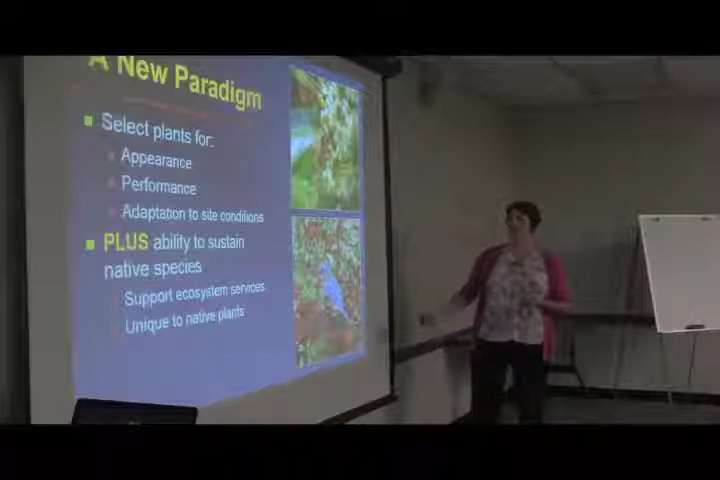 A New Paradigm
Select plants for:
Appearance
Performance
Adaptation to site conditions
PLUS ability to sustain
native species
Support ecosystem services
Unique to native plants